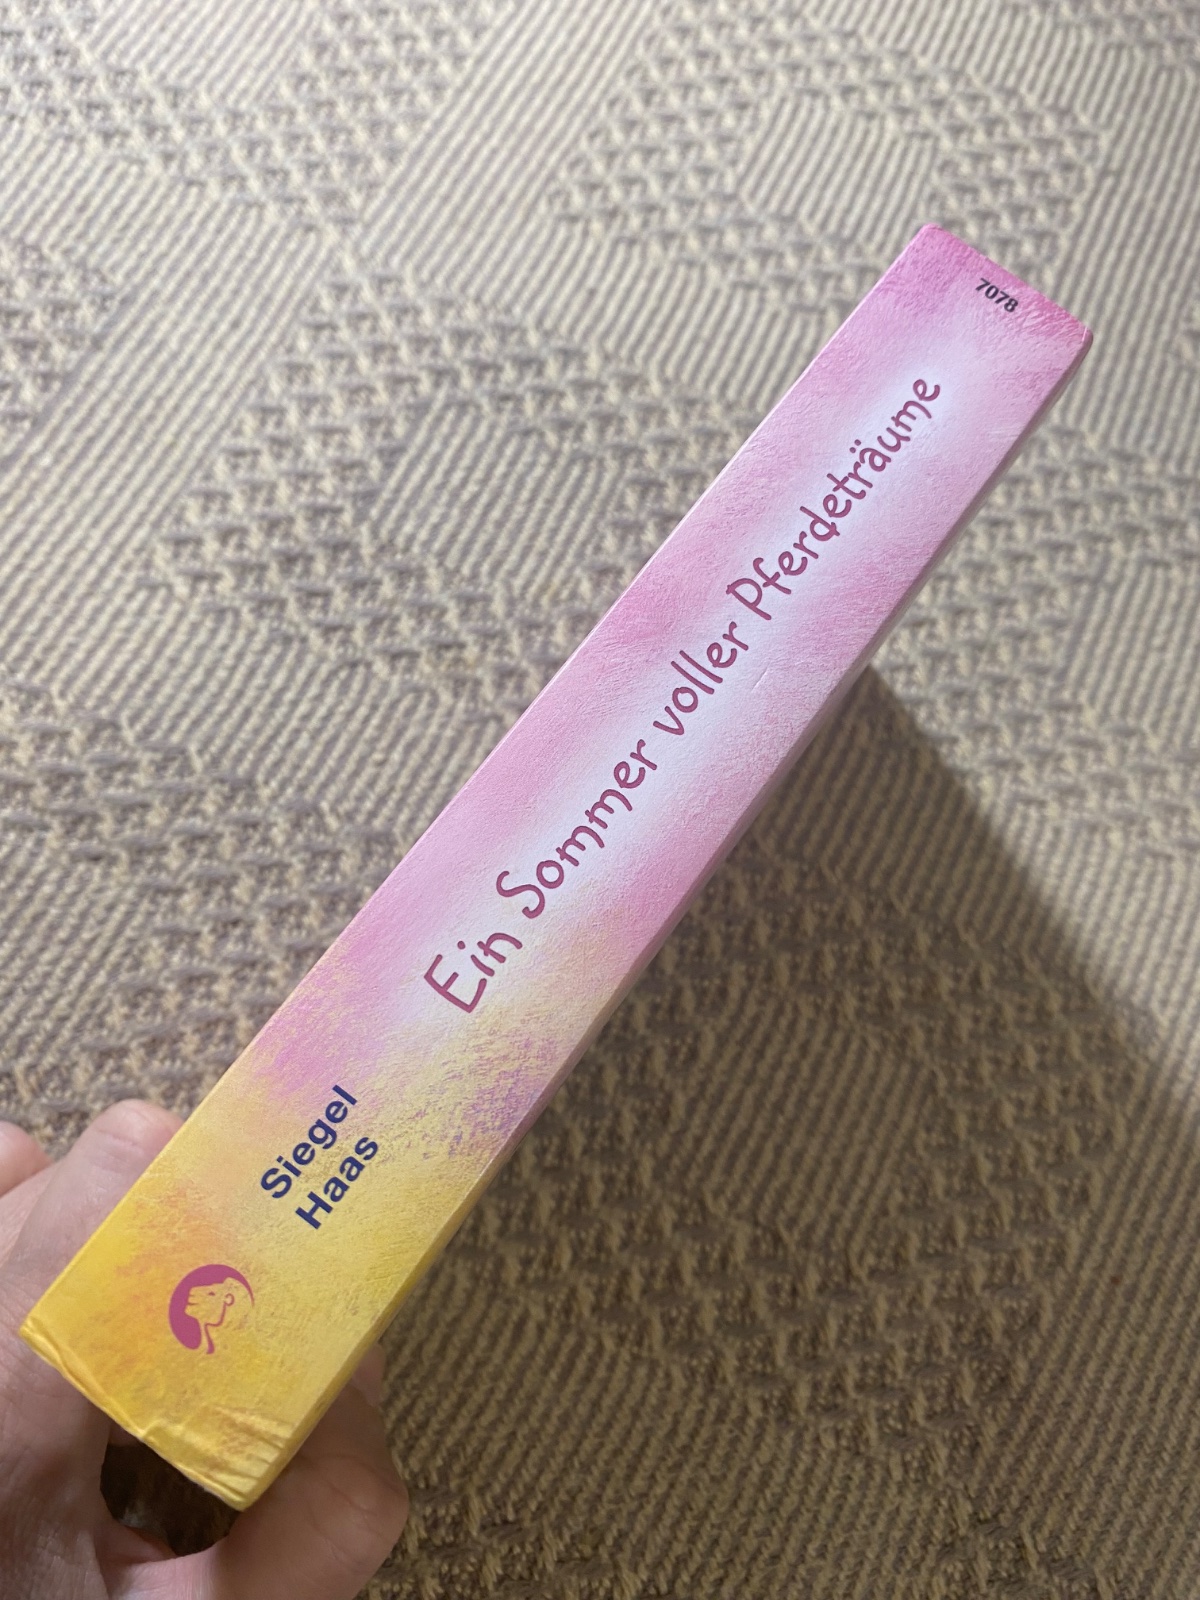 7078
Ein Sommer voller Pferdeträume
Siegel
Haas